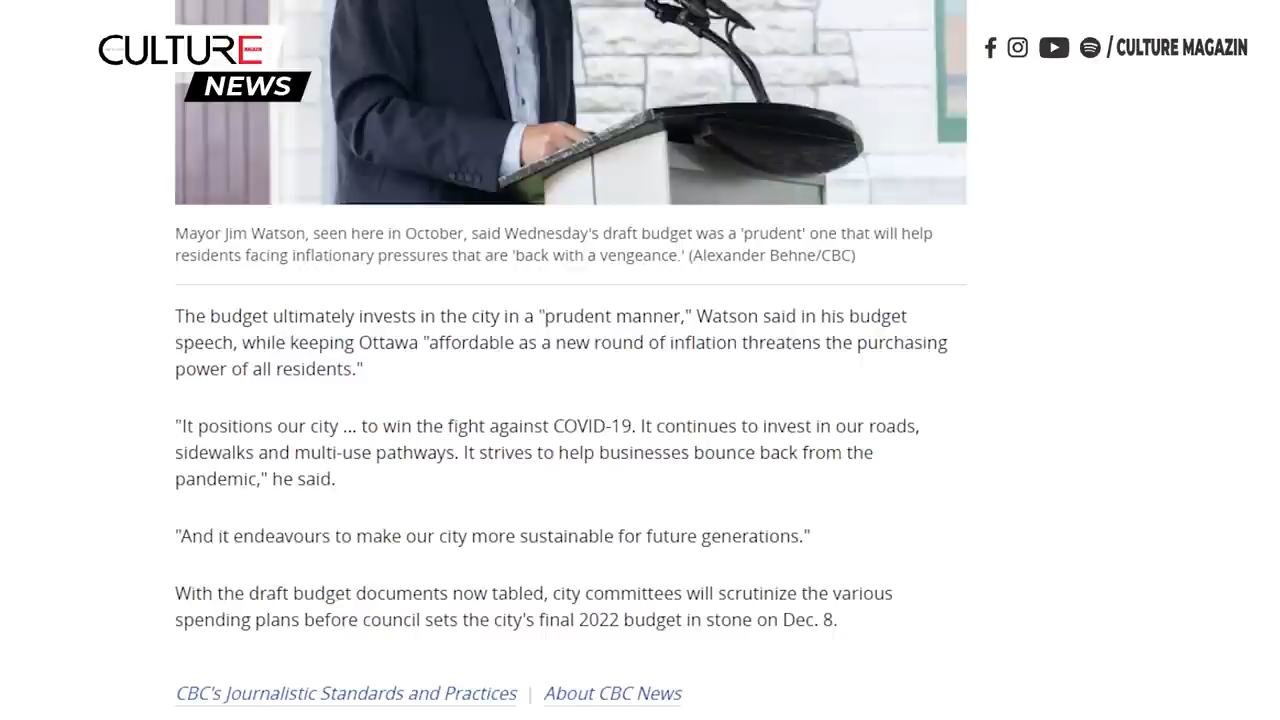 CULTURE
NEWS
/ CULTURE MAGAZIN
Mayor Jim Watson, seen here in October, said Wednesday's draft budget was a 'prudent' one that will help
residents facing inflationary pressures that are 'back with a vengeance.' (Alexander Behne/CBC)
The budget ultimately invests in the city in a "prudent manner," Watson said in his budget
speech, while keeping Ottawa "affordable as a new round of inflation threatens the purchasing
power of all residents."
"It positions our city ... to win the fight against COVID-19. It continues to invest in our roads,
sidewalks and multi-use pathways. It strives to help businesses bounce back from the
pandemic," he said.
"And it endeavours to make our city more sustainable for future generations."
With the draft budget documents now tabled, city committees will scrutinize the various
spending plans before council sets the city's final 2022 budget in stone on Dec. 8.
CBC's Journalistic Standards and Practices | About CBC News